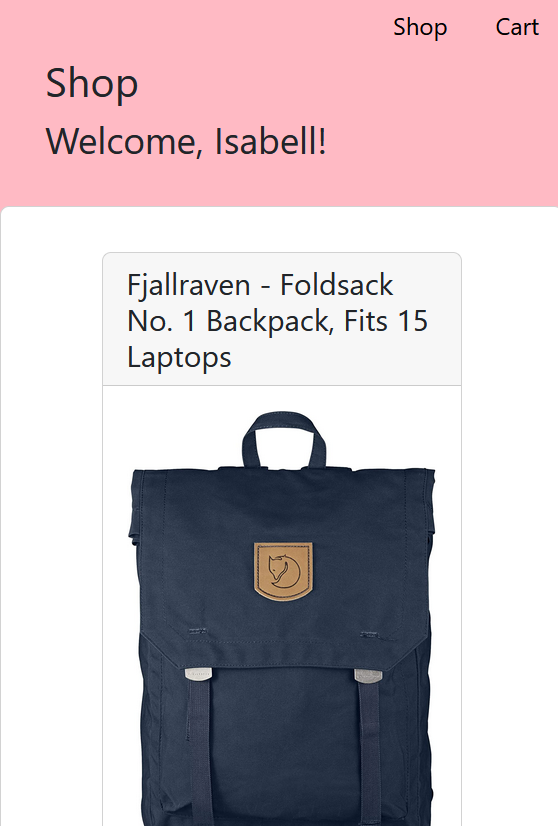 Shop Cart
Shop
Welcome, Isabell!
Fjallraven - Foldsack
No. 1 Backpack, Fits 15
Laptops